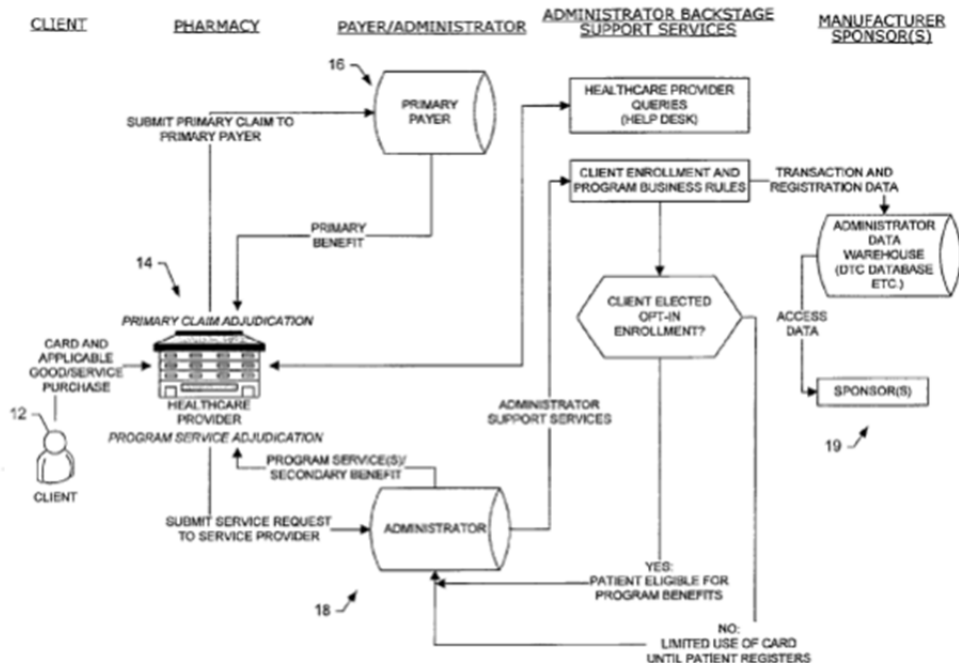 CLIENT
PHARMACY
PAYER/ADMINISTRATOR
ADMINISTRATOR BACKSTAGE
SUPPORT SERVICES
MANUFACTURER
SPONSOR(S)
16
PRIMARY
PAYER
SUBMIT PRIMARY CLAIM TO
PRIMARY PAYER
HEALTHCARE PROVIDER
QUERIES
(HELP DESK)
CLIENT ENROLLMENT AND
PROGRAM BUSINESS RULES
TRANSACTION AND
REGISTRATION DATA
PRIMARY
BENEFIT
ADMINISTRATOR
DATA
WAREHOUSE
(DTC DATABASE
ETC.)
14
CLIENT ELECTED
OPT-IN
ENROLLMENT?
PRIMARY CLAIM ADJUDICATION
ACCESS
DATA
CARD AND
APPLICABLE
GOOD/SERVICE
PURCHASE
HEALTHCARE
PROVIDER
PROGRAM SERVICE ADJUDICATION
ADMINISTRATOR
SUPPORT SERVICES
SPONSOR(S)
19
12
CLIENT
PROGRAM SERVICE(S)/
SECONDARY BENEFIT
SUBMIT SERVICE REQUEST
TO SERVICE PROVIDER
ADMINISTRATOR
18
YES:
PATIENT ELIGIBLE FOR
PROGRAM BENEFITS
NO:
LIMITED USE OF CARD
UNTIL PATIENT REGISTERS